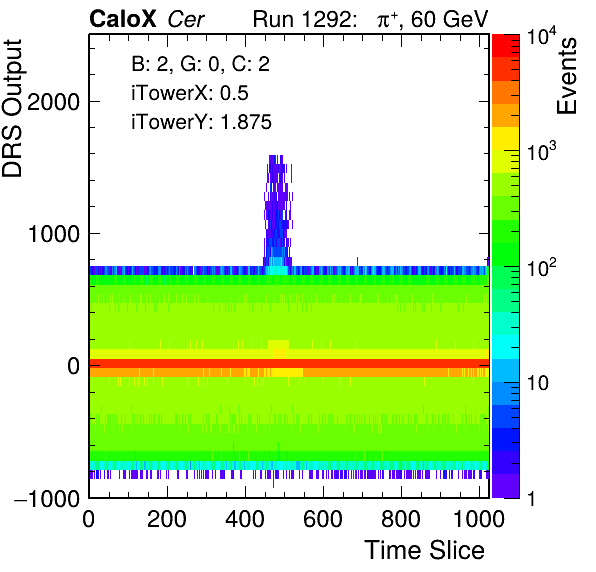 CaloX Cer Run 1292: π⁺, 60 GeV
B: 2, G: 0, C: 2
iTowerX: 0.5
iTowerY: 1.875
DRS Output
2000
1000
0
−1000
0 200 400 600 800 1000
Time Slice
Events
10⁴
10³
10²
10
1